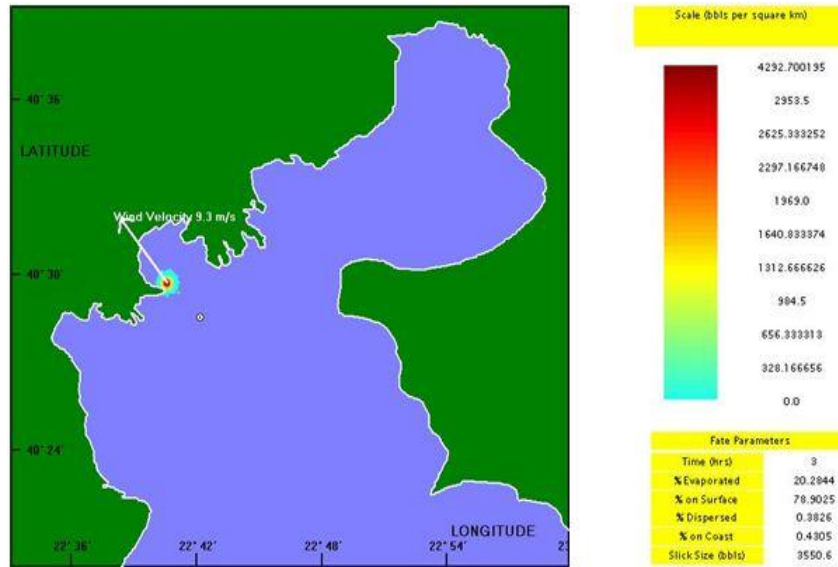 40° 36'
LATITUDE
Wind Velocity 9.3 m/s
40° 30'
40° 24'
LONGITUDE
22° 36' 22° 42' 22° 48' 22° 54' 23
Scale (bbls per square km)
4292.700195
2953.5
2625.333252
2297.166748
1969.0
1640.833374
1312.666626
984.5
656.333313
328.166656
0.0
Fate Parameters
Time (hrs) 3
% Evaporated 20.2844
% on Surface 78.9025
% Dispersed 0.3826
% on Coast 0.4305
Slick Size (bbls) 3550.6